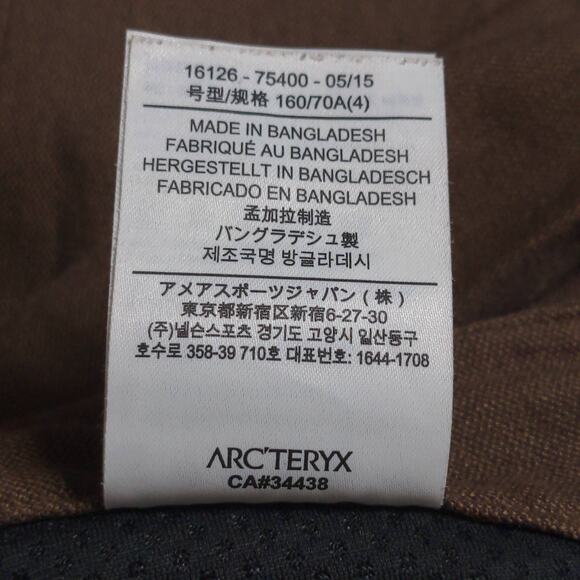 16126 - 75400 - 05/15
号型/规格 160/70A(4)
MADE IN BANGLADESH
FABRIQUÉ AU BANGLADESH
HERGESTELLT IN BANGLADESCH
FABRICADO EN BANGLADESH
孟加拉制造
バングラデシュ製
제조국명 방글라데시
アメアスポーツジャパン(株)
東京都新宿区新宿6-27-30
(주)넬슨스포츠 경기도 고양시 일산동구
호수로 358-39 710호 대표번호: 1644-1708
ARC'TERYX
CA#34438